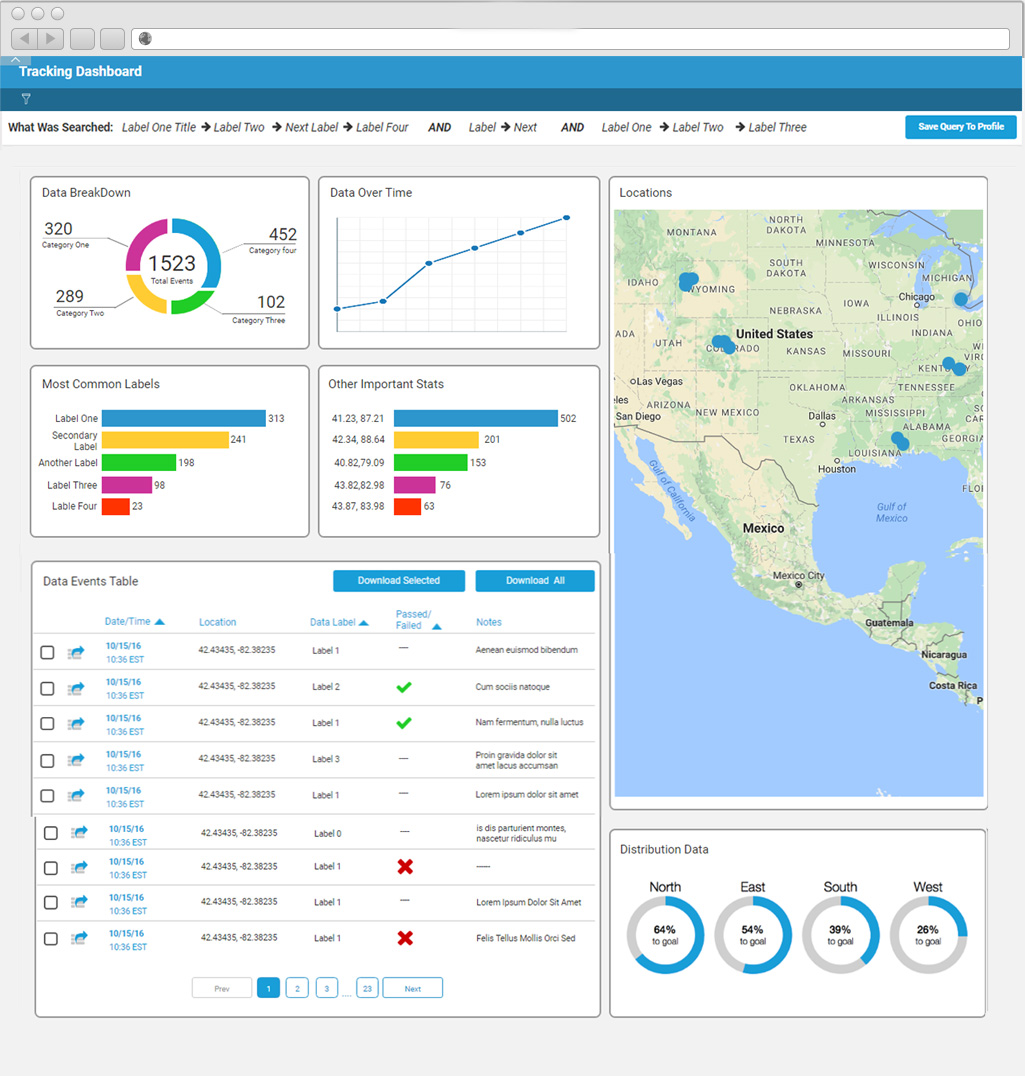 Tracking Dashboard
What Was Searched: Label One Title → Label Two → Next Label → Label Four AND Label → Next AND Label One → Label Two → Label Three
Save Query To Profile
Data BreakDown
320
Category One
452
Category four
1523
Total Events
289
Category Two
102
Category Three
Data Over Time
Most Common Labels
Label One 313
Secondary
Label
241
Another Label 198
Label Three 98
Lable Four 23
Other Important Stats
41.23, 87.21 502
42.34, 88.64 201
40.82,79.09 153
43.82,82.98 76
43.87, 83.98 63
Locations
NORTH
DAKOTA
MONTANA
MINNESOTA
SOUTH
DAKOTA
WISCONSIN
MICHIGAN
IDAHO
WYOMING
Chicago
IOWA
NEBRASKA
ILLINOIS
OHIO
INDIANA
ADA
UTAH
United States
KANSAS
MISSOURI
Las Vegas
TENNESSEE
les
ARIZONA
OKLAHOMA
ARKANSAS
San Diego
NEW MEXICO
Dallas
MISSISSIPPI
ALABAMA
TEXAS
GEORGIA
LOUISIANA
Houston
FLO
Gulf of California
Gulf of
Mexico
Mexico
Mexico City
Guatemala
Nicaragua
Costa Rica
P
Data Events Table
Download Selected
Download All
Date/Time Location Data Label Passed/
Failed Notes
10/15/16
10:36 EST
42.43435, -82.38235 Label 1 --- Aenean euismod bibendum
10/15/16
10:36 EST
42.43435, -82.38235 Label 2 Cum sociis natoque
10/15/16
10:36 EST
42.43435, -82.38235 Label 1 Nam fermentum, nulla luctus
10/15/16
10:36 EST
42.43435, -82.38235 Label 3 --- Proin gravida dolor sit
amet lacus accumsan
10/15/16
10:36 EST
42.43435, -82.38235 Label 1 --- Lorem ipsum dolor sit amet
10/15/16
10:36 EST
42.43435, -82.38235 Label 0 --- is dis parturient montes,
nascetur ridiculus mu
10/15/16
10:36 EST
42.43435, -82.38235 Label 1 -----
10/15/16
10:36 EST
42.43435, -82.38235 Label 1 --- Lorem Ipsum Dolor Sit Amet
10/15/16
10:36 EST
42.43435, -82.38235 Label 1 Felis Tellus Mollis Orci Sed
Prev 1 2 3 .... 23 Next
Distribution Data
North East South West
64%
to goal
54%
to goal
39%
to goal
26%
to goal